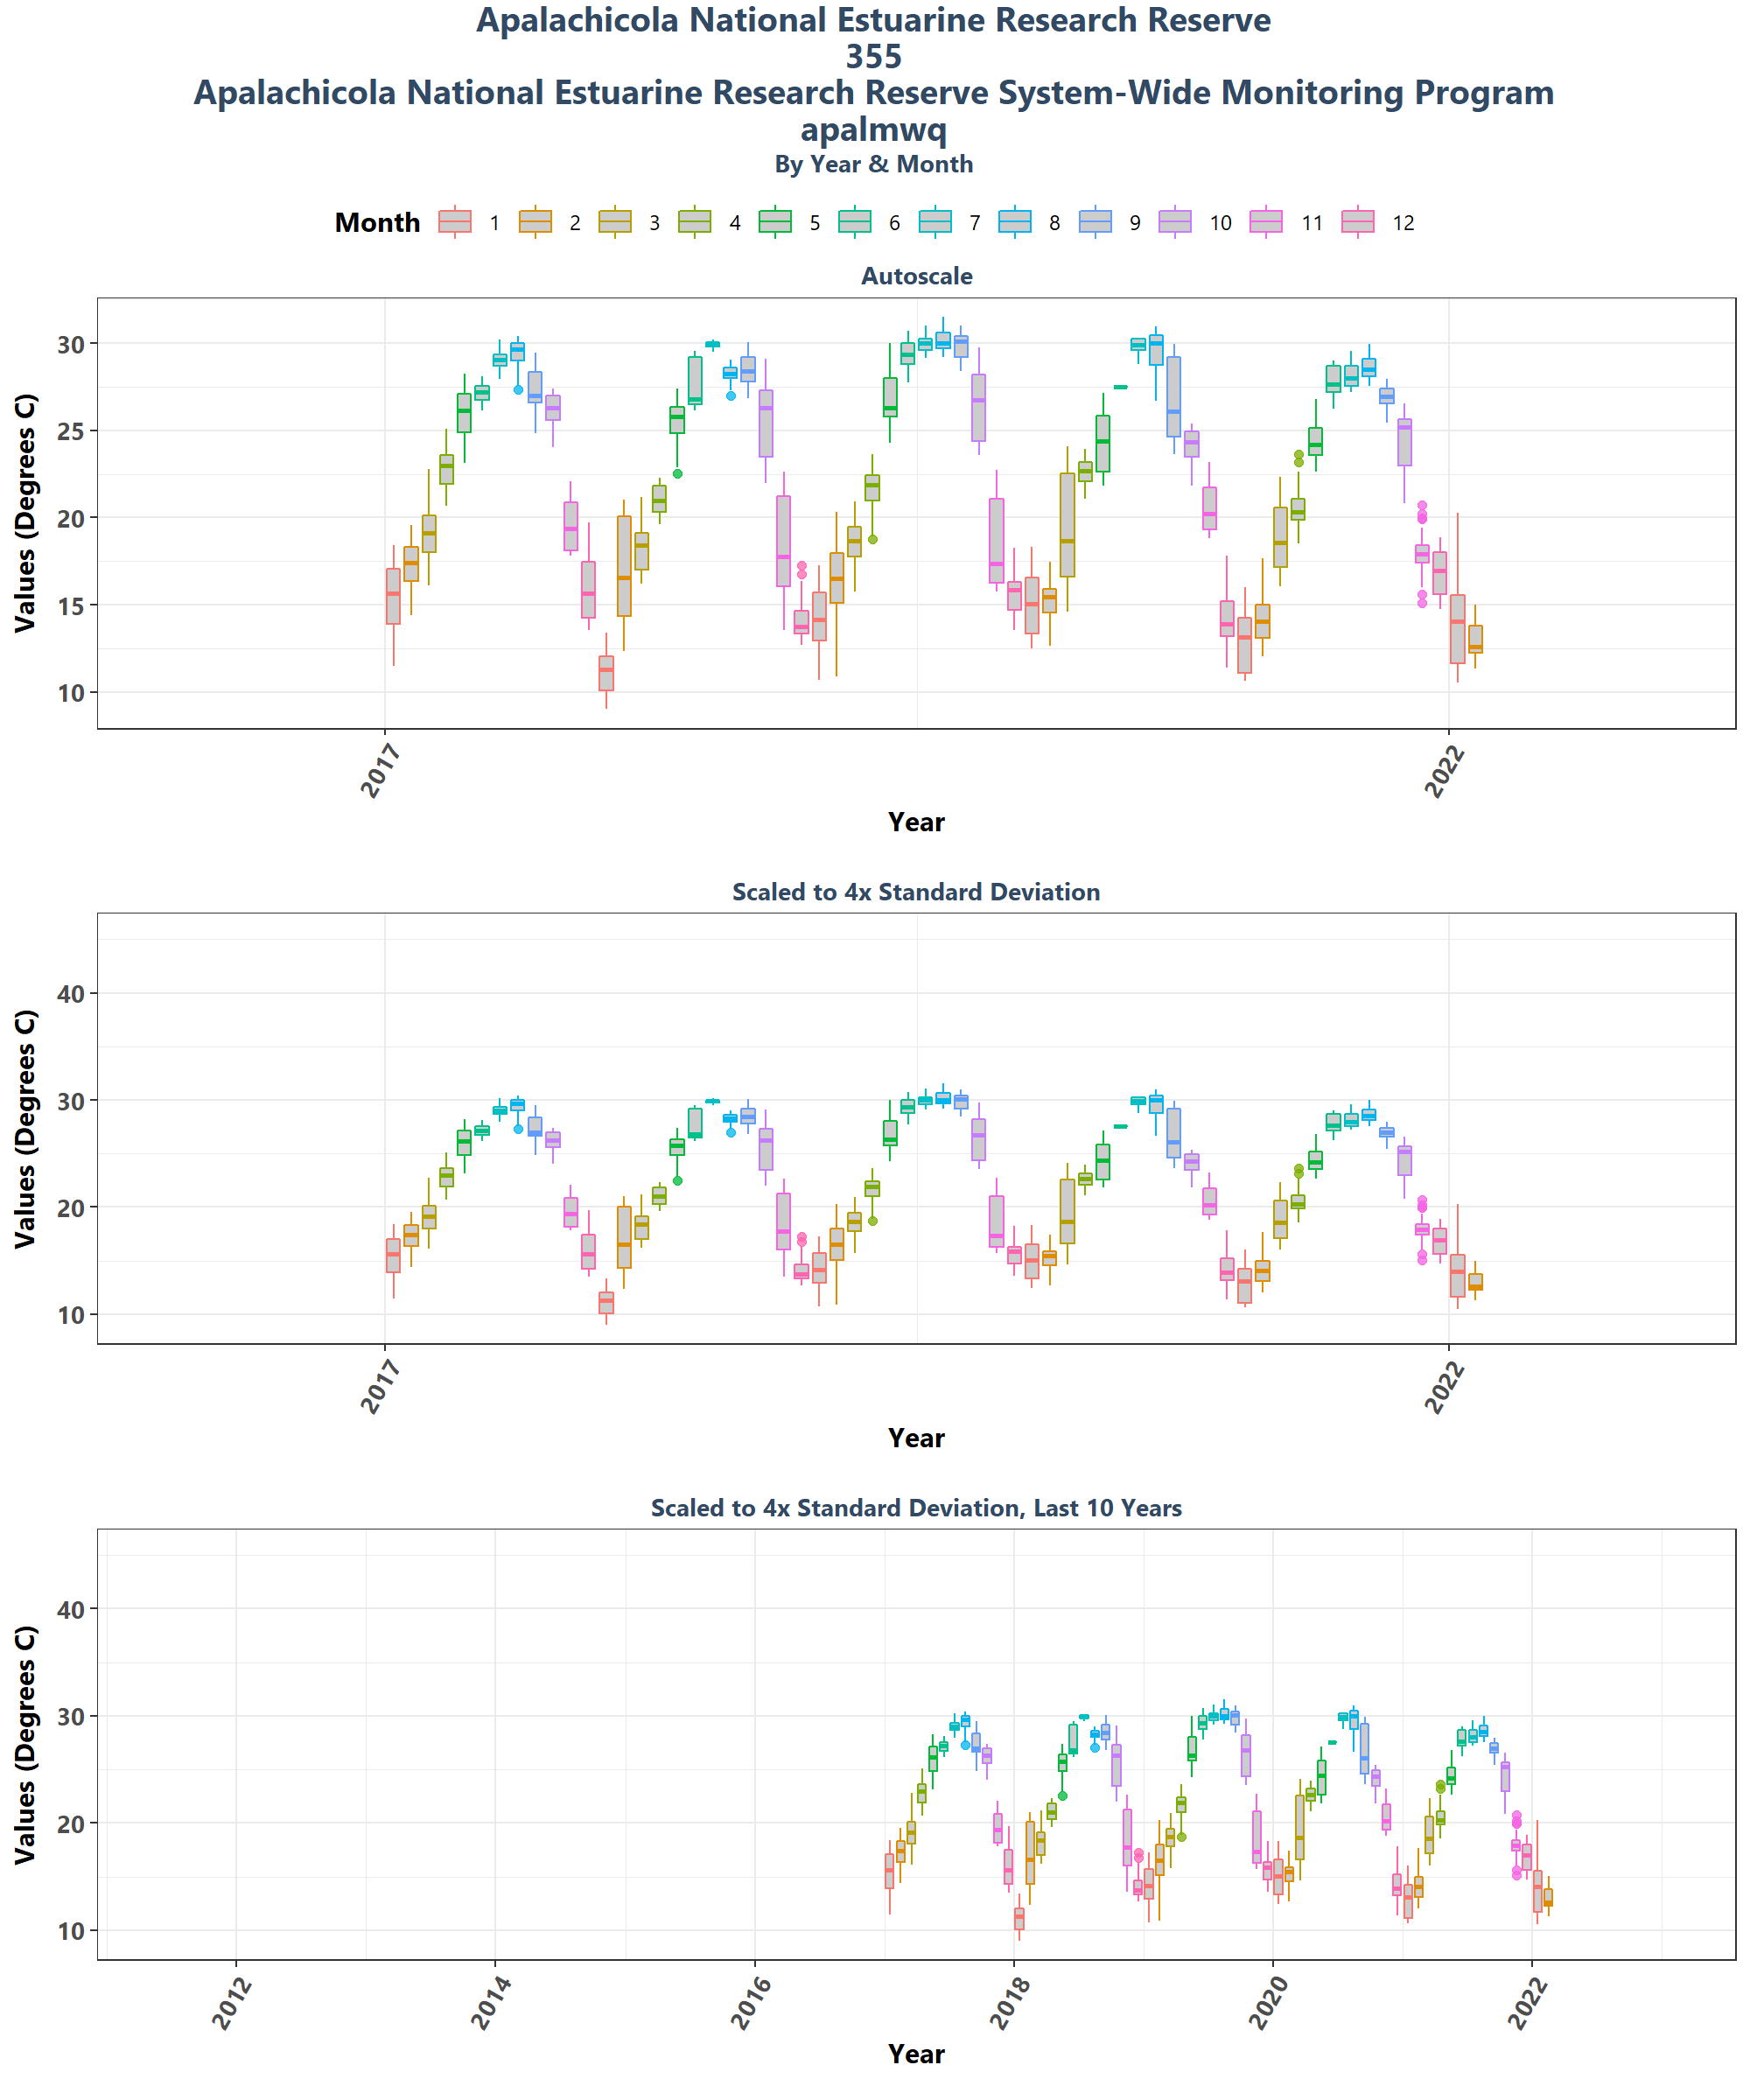 Apalachicola National Estuarine Research Reserve
355
Apalachicola National Estuarine Research Reserve System-Wide Monitoring Program
apalmwq
By Year & Month
Month 1 2 3 4 5 6 7 8 9 10 11 12
Autoscale
Values (Degrees C)
30
25
20
15
10
2017 2022
Year
Scaled to 4x Standard Deviation
Values (Degrees C)
40
30
20
10
2017 2022
Year
Scaled to 4x Standard Deviation, Last 10 Years
Values (Degrees C)
40
30
20
10
2012 2014 2016 2018 2020 2022
Year